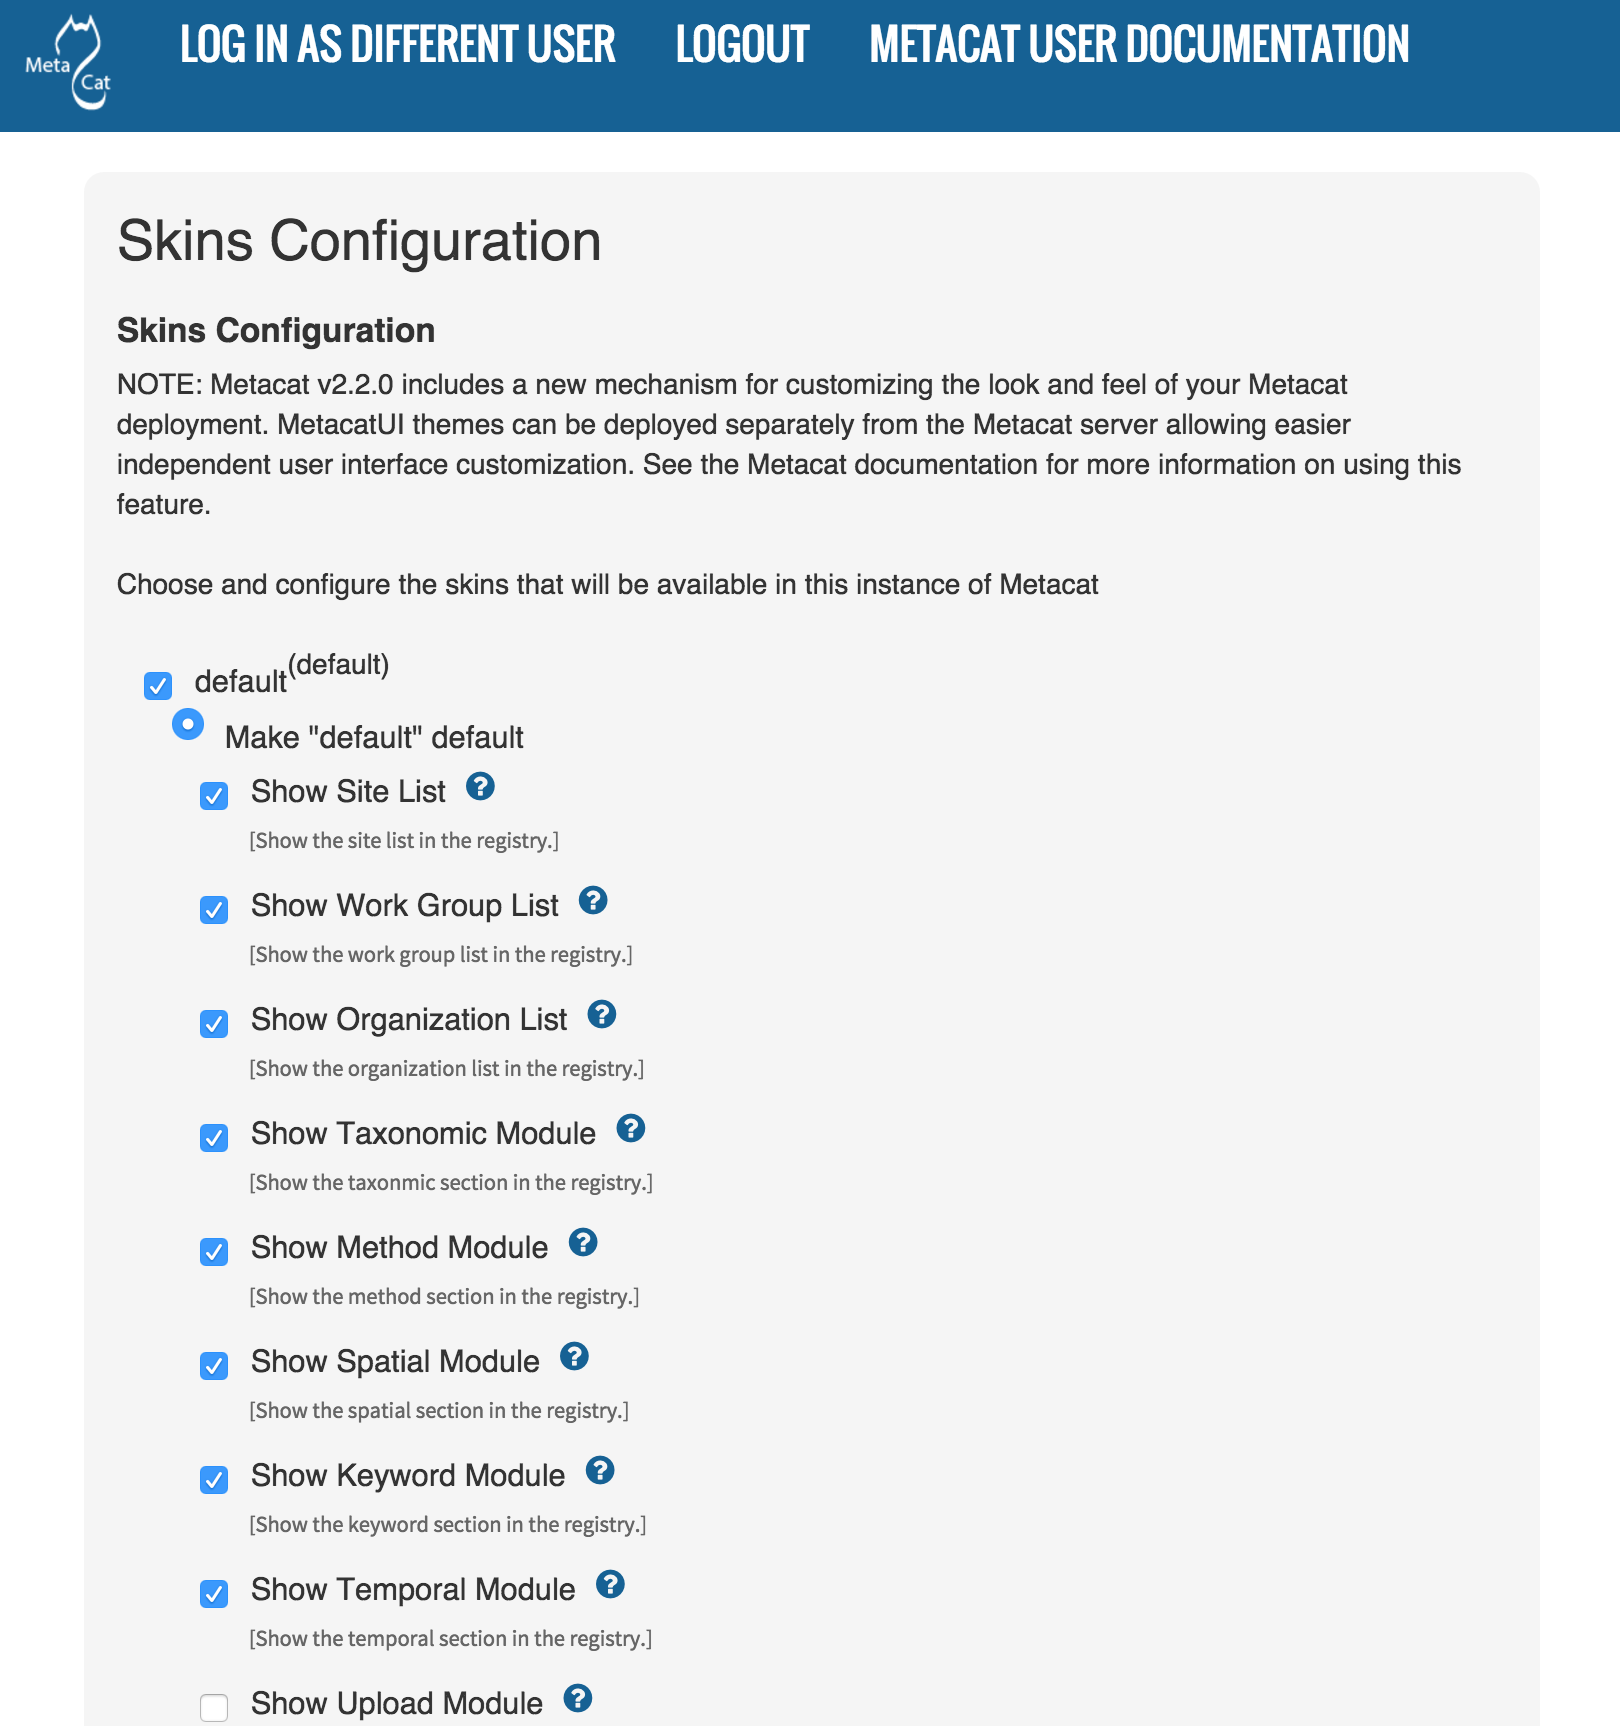 Meta
Cat
LOG IN AS DIFFERENT USER LOGOUT METACAT USER DOCUMENTATION
Skins Configuration
Skins Configuration
NOTE: Metacat v2.2.0 includes a new mechanism for customizing the look and feel of your Metacat
deployment. MetacatUI themes can be deployed separately from the Metacat server allowing easier
independent user interface customization. See the Metacat documentation for more information on using this
feature.
Choose and configure the skins that will be available in this instance of Metacat
default(default)
Make "default" default
Show Site List ?
[Show the site list in the registry.]
Show Work Group List ?
[Show the work group list in the registry.]
Show Organization List ?
[Show the organization list in the registry.]
Show Taxonomic Module ?
[Show the taxonmic section in the registry.]
Show Method Module ?
[Show the method section in the registry.]
Show Spatial Module ?
[Show the spatial section in the registry.]
Show Keyword Module ?
[Show the keyword section in the registry.]
Show Temporal Module ?
[Show the temporal section in the registry.]
Show Upload Module ?